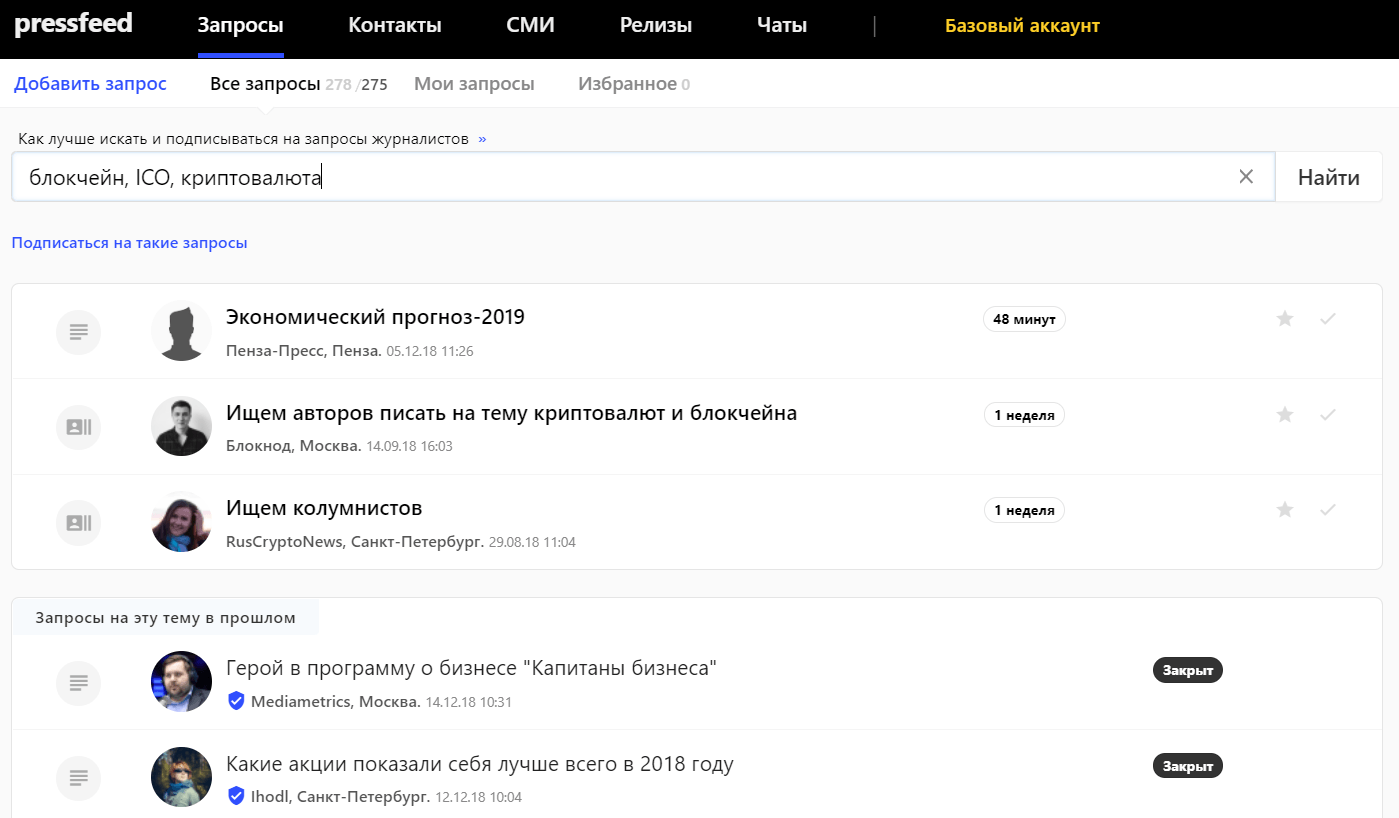 pressfeed Запросы Контакты СМИ Релизы Чаты | Базовый аккаунт
Добавить запрос Все запросы 278 /275 Мои запросы Избранное 0
Как лучше искать и подписываться на запросы журналистов »
блокчейн, ICO, криптовалюта Найти
Подписаться на такие запросы
Экономический прогноз-2019 48 минут
Пенза-Пресс, Пенза. 05.12.18 11:26
Ищем авторов писать на тему криптовалют и блокчейна 1 неделя
Блокнод, Москва. 14.09.18 16:03
Ищем колумнистов 1 неделя
RusCryptoNews, Санкт-Петербург. 29.08.18 11:04
Запросы на эту тему в прошлом
Герой в программу о бизнесе "Капитаны бизнеса" Закрыт
Mediametrics, Москва. 14.12.18 10:31
Какие акции показали себя лучше всего в 2018 году Закрыт
Ihodl, Санкт-Петербург. 12.12.18 10:04